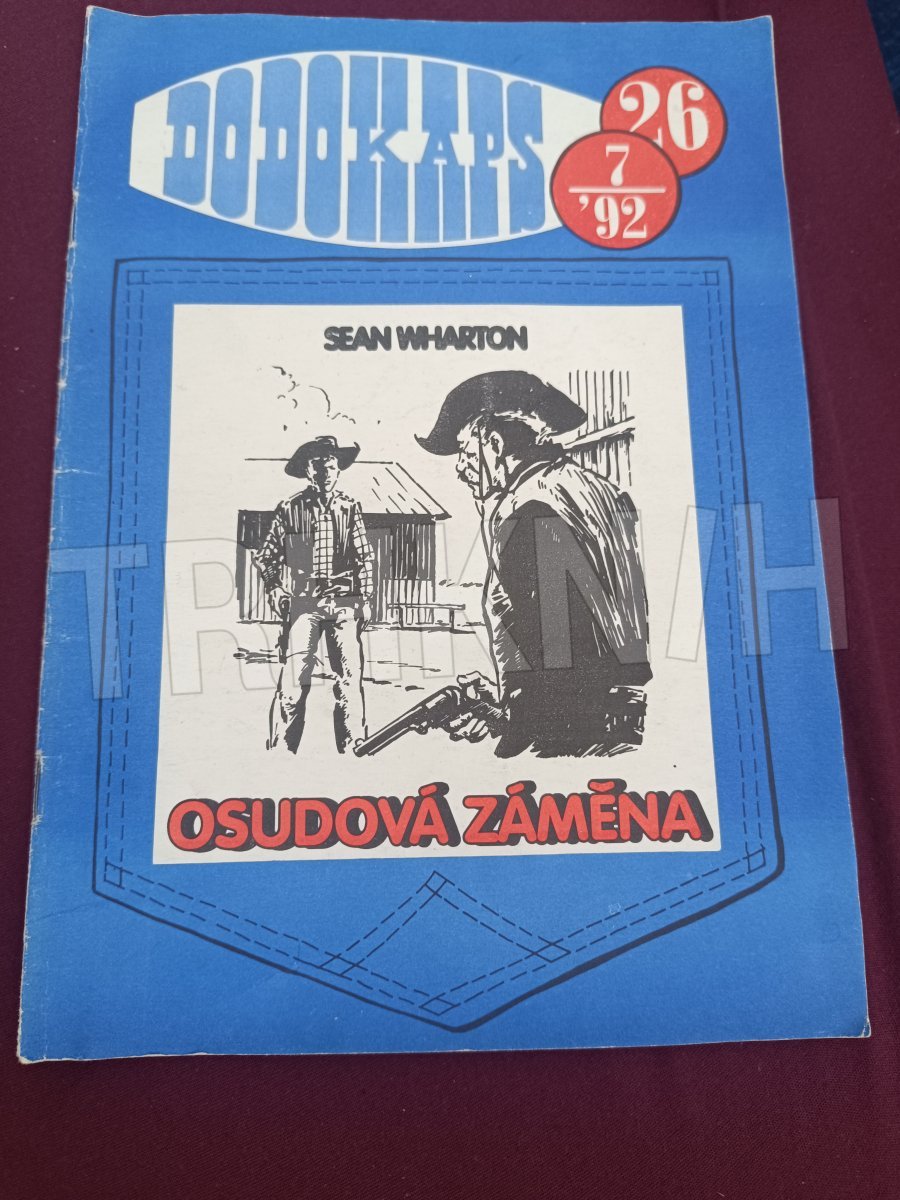 DODOKAPS
26
7
'92
SEAN WHARTON
OSUDOVÁ ZÁMĚNA